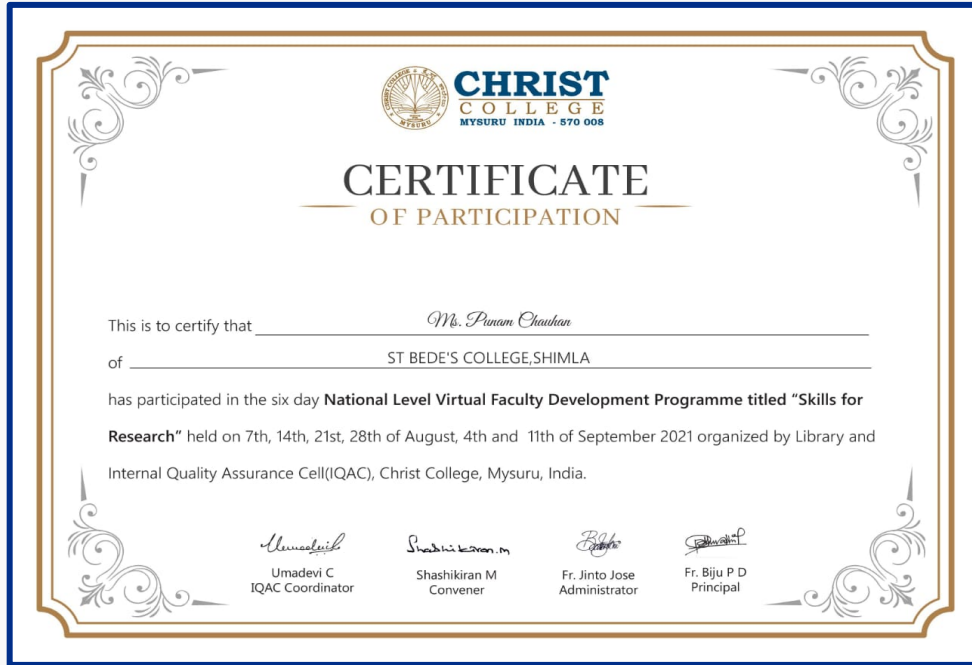 CHRIST
COLLEGE
MYSURU INDIA - 570 008
CERTIFICATE
OF PARTICIPATION
This is to certify that Ms. Punam Chauhan
of ST BEDE'S COLLEGE,SHIMLA
has participated in the six day National Level Virtual Faculty Development Programme titled “Skills for
Research” held on 7th, 14th, 21st, 28th of August, 4th and 11th of September 2021 organized by Library and
Internal Quality Assurance Cell(IQAC), Christ College, Mysuru, India.
Shashikiran.M
Umadevi C
IQAC Coordinator
Shashikiran M
Convener
Fr. Jinto Jose
Administrator
Fr. Biju P D
Principal